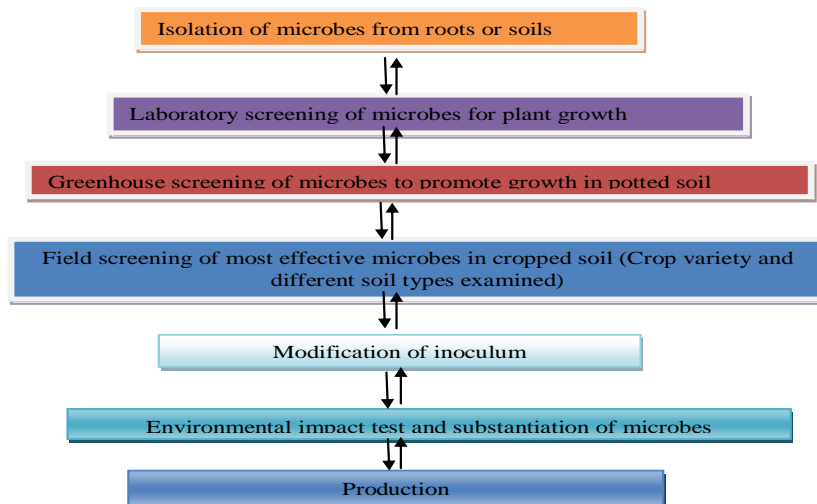 Isolation of microbes from roots or soils
Laboratory screening of microbes for plant growth
Greenhouse screening of microbes to promote growth in potted soil
Field screening of most effective microbes in cropped soil (Crop variety and
different soil types examined)
Modification of inoculum
Environmental impact test and substantiation of microbes
Production